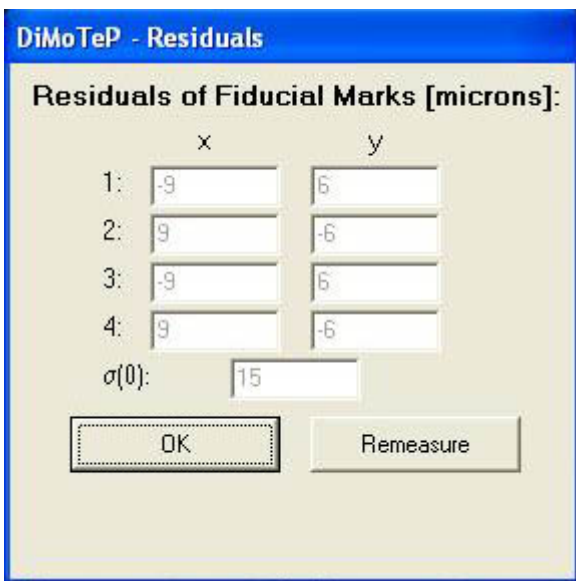 DiMoTeP - Residuals
Residuals of Fiducial Marks [microns]:
x y
1: -9 6
2: 9 -6
3: -9 6
4: 9 -6
σ(0): 15
OK Remeasure